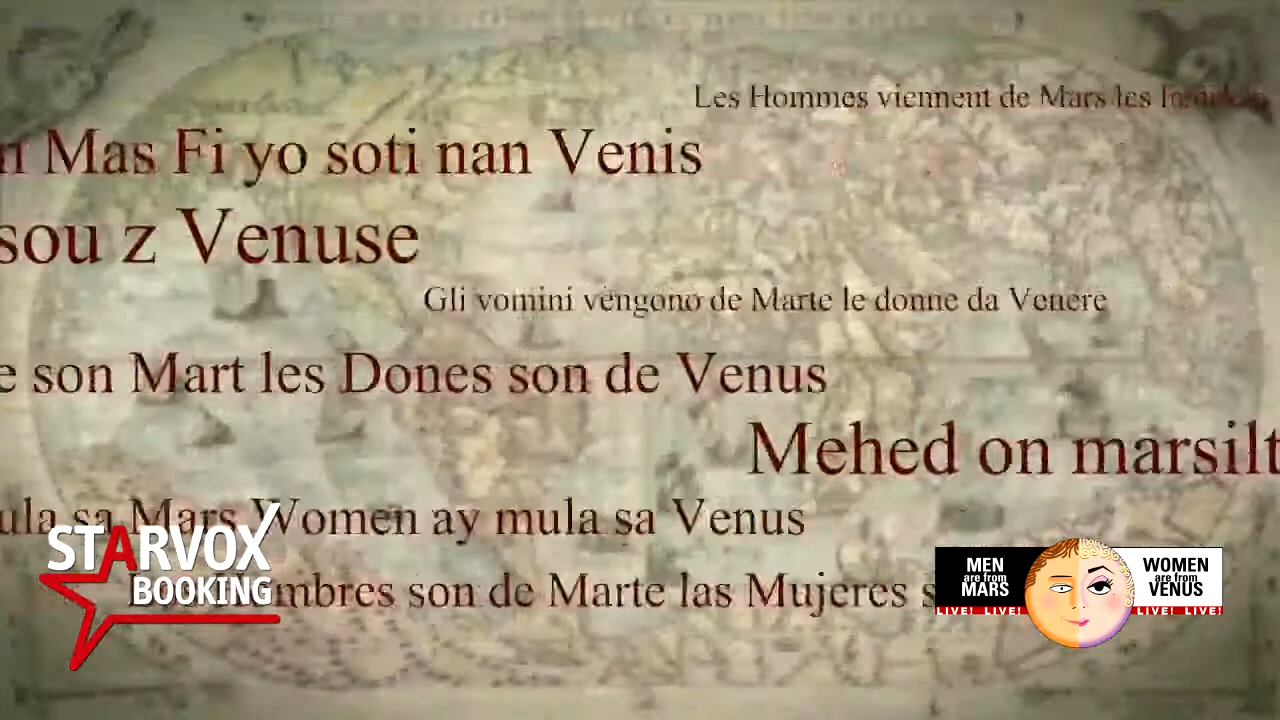 Les Hommes viennent de Mars les
Mas Fi yo soti nan Venis
sou z Venuse
Gli vomini vengono de Marte le donne da Venere
e son Mart les Dones son de Venus
Mehed on marsilt
ula sa Mars Women ay mula sa Venus
mbres son de Marte las Mujeres s
STARVOX
BOOKING
MEN
are from
MARS
LIVE! LIVE!
WOMEN
are from
VENUS
LIVE! LIVE!